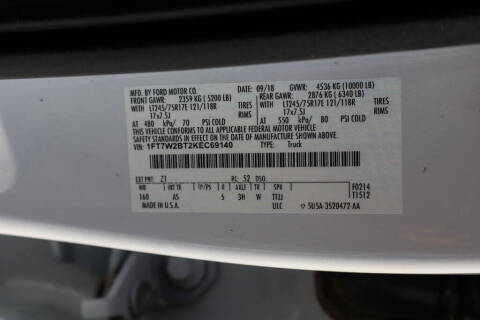 MFD. BY FORD MOTOR CO.
DATE: 09/18 GVWR: 4536 KG (10000 LB)
FRONT GAWR: 2359 KG (5200 LB) REAR GAWR: 2876 KG (6340 LB)
WITH LT245/75R17E 121/118R TIRES WITH LT245/75R17E 121/118R TIRES
17x7.5J RIMS 17x7.5J RIMS
AT 480 kPa/ 70 PSI COLD AT 550 kPa/ 80 PSI COLD
THIS VEHICLE CONFORMS TO ALL APPLICABLE FEDERAL MOTOR VEHICLE
SAFETY STANDARDS IN EFFECT ON THE DATE OF MANUFACTURE SHOWN ABOVE.
VIN: 1FT7W2BT2KEC69140 TYPE: Truck
EXT PNT: Z1 RC: 52 DSO: F0214
WB INT TR TP/PS R AXLE TR SPR T1512
160 AS 5 3H W TTJJ
MADE IN U.S.A. ULC 5U5A-3520472-AA